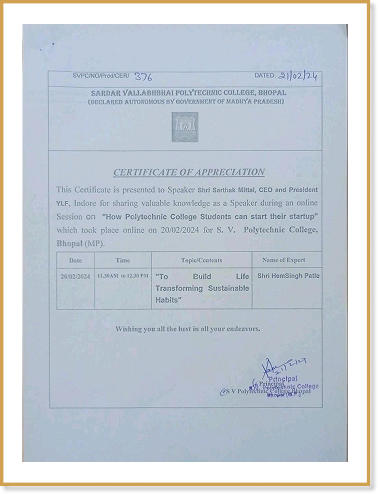 SVPC/NO/Prod/CER/ 376 DATED: 21/02/24
SARDAR VALLABHBHAI POLYTECHNIC COLLEGE, BHOPAL
(DECLARED AUTONOMOUS BY GOVERNMENT OF MADHYA PRADESH)
CERTIFICATE OF APPRECIATION
This Certificate is presented to Speaker Shri Sarthak Mittal, CEO and President
YLF, Indore for sharing valuable knowledge as a Speaker during an online
Session on "How Polytechnic College Students can start their startup"
which took place online on 20/02/2024 for S. V. Polytechnic College,
Bhopal (MP).
Date Time Topic/Contents Name of Expert
20/02/2024 11.30AM to 12.30 PM "To Build Life Shri HemSingh Patle
Transforming Sustainable
Habits"
Wishing you all the best in all your endeavors.
Principal
Principal
S V Polytechnic College Bhopal